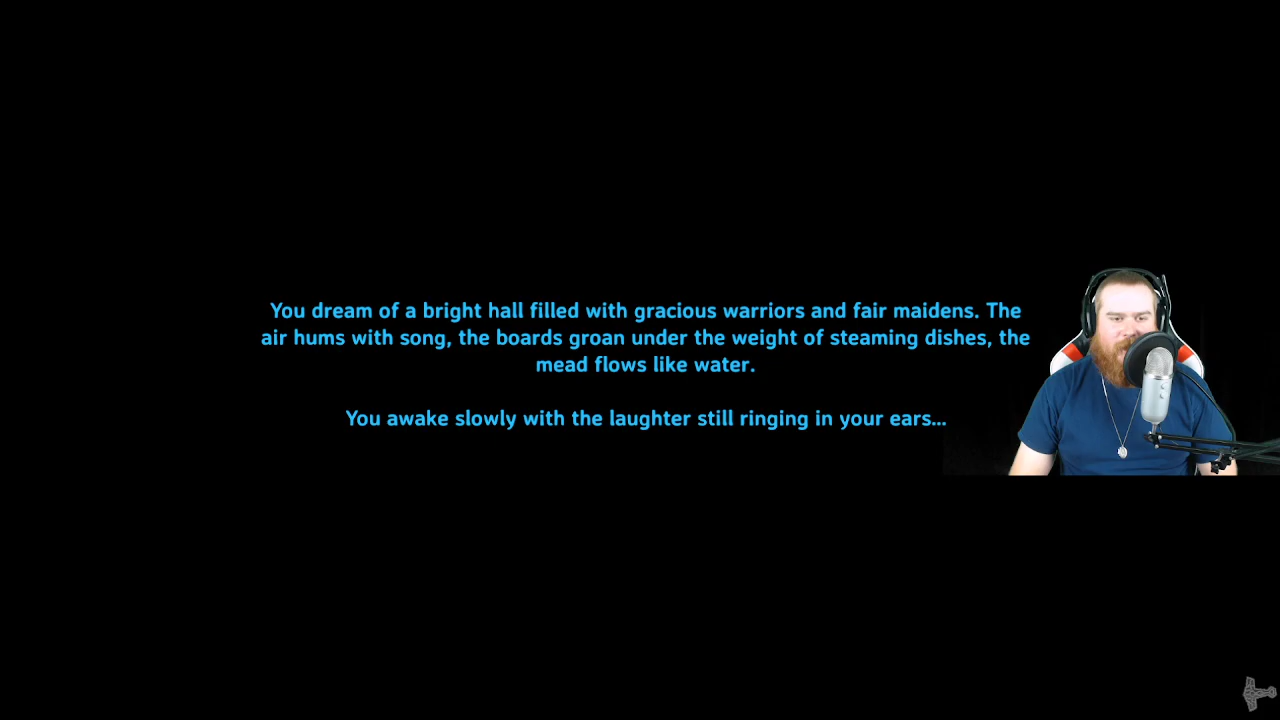 You dream of a bright hall filled with gracious warriors and fair maidens. The
air hums with song, the boards groan under the weight of steaming dishes, the
mead flows like water.
You awake slowly with the laughter still ringing in your ears...